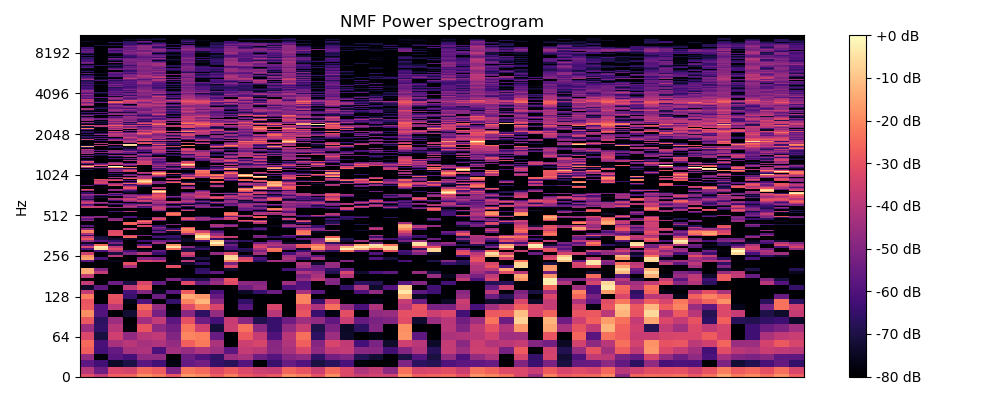 NMF Power spectrogram
Hz
8192
4096
2048
1024
512
256
128
64
0
+0 dB
-10 dB
-20 dB
-30 dB
-40 dB
-50 dB
-60 dB
-70 dB
-80 dB